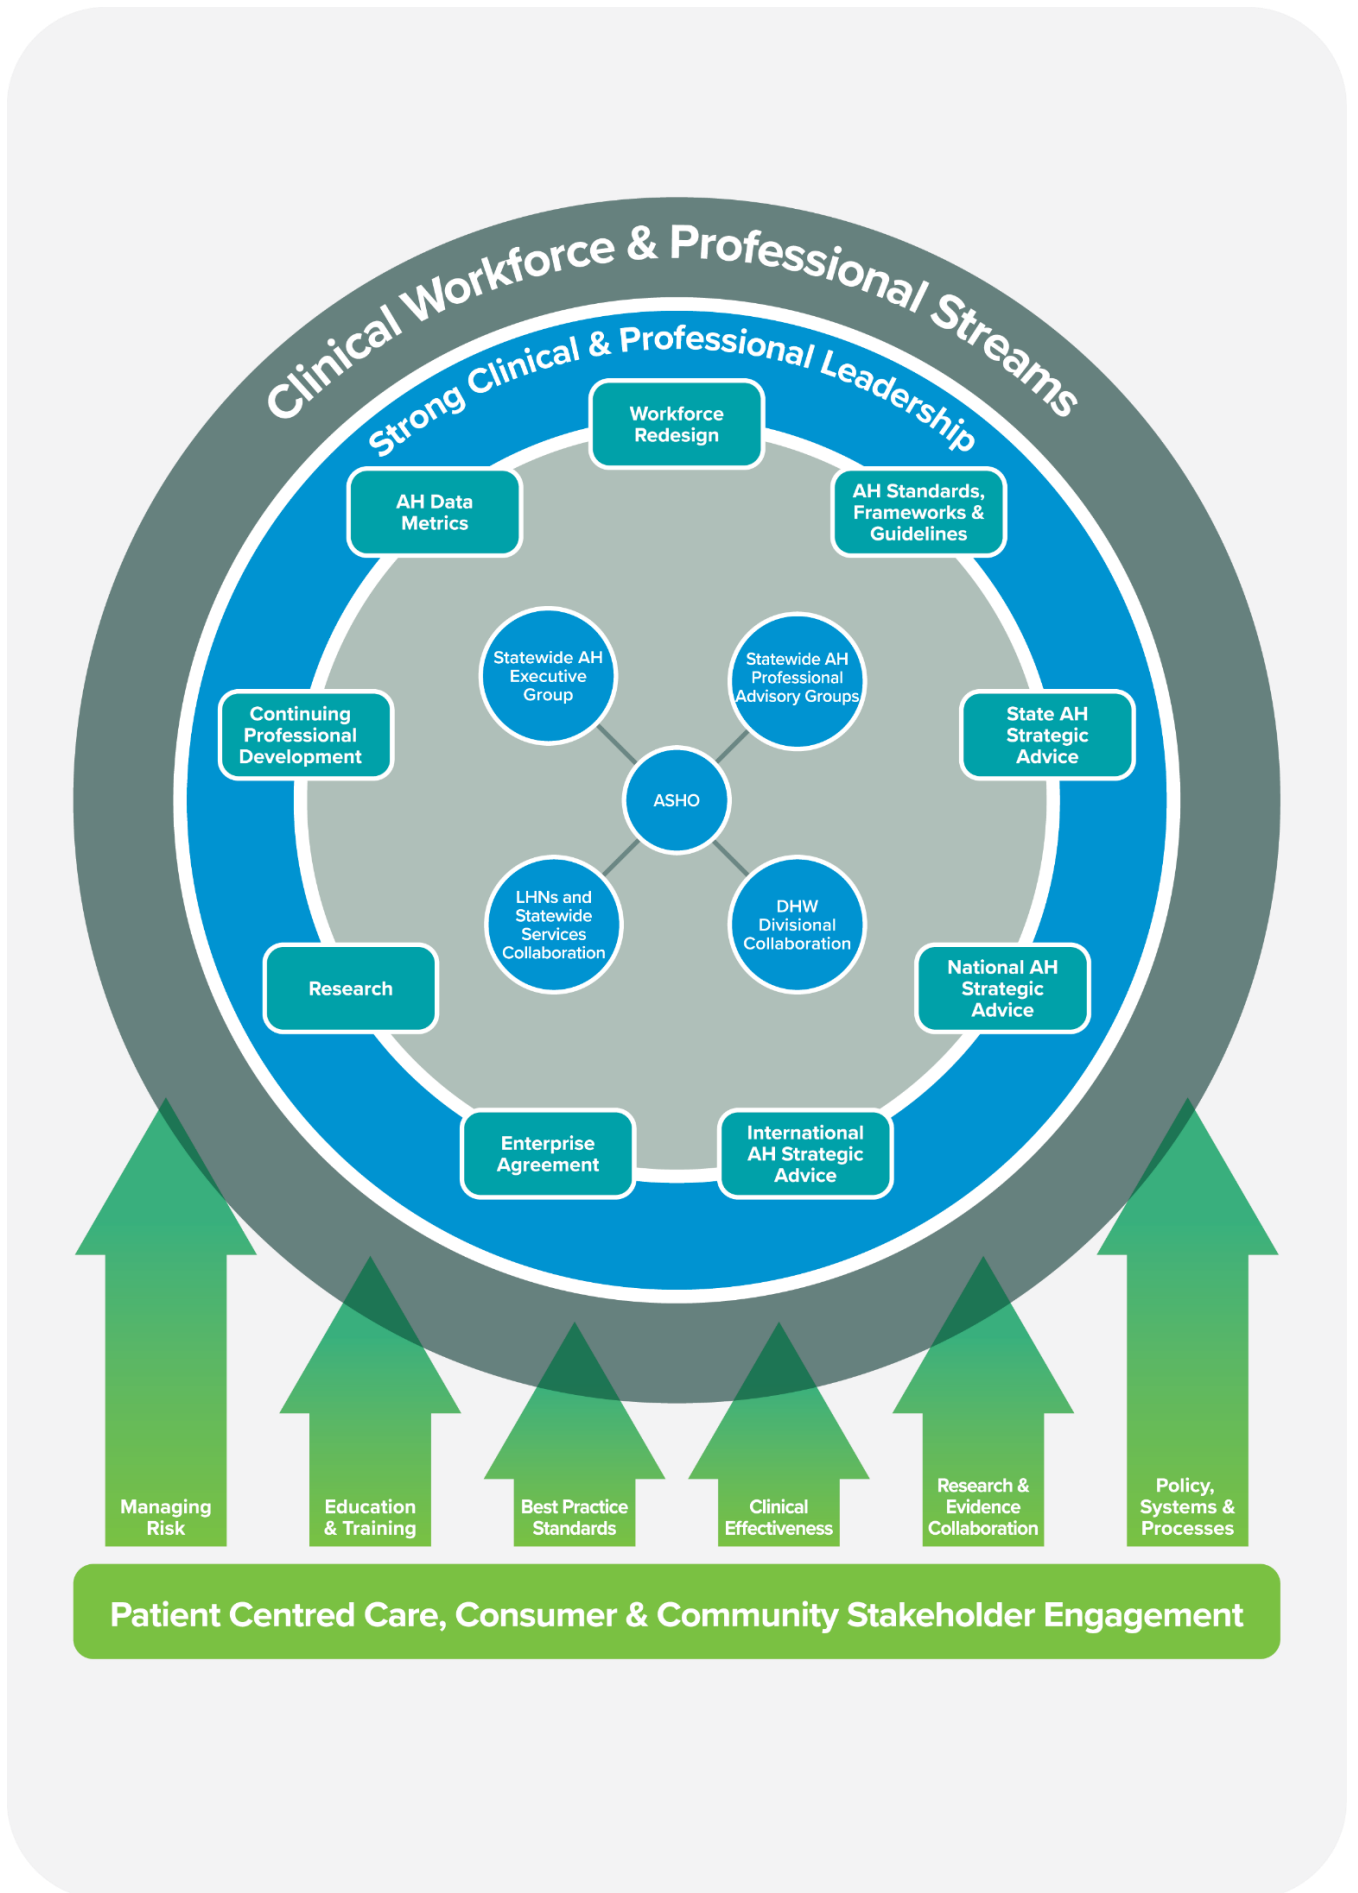 Clinical Workforce & Professional Streams
Strong Clinical & Professional Leadership
Workforce
Redesign
AH Data
Metrics
AH Standards,
Frameworks &
Guidelines
Statewide AH
Executive
Group
Statewide AH
Professional
Advisory Groups
Continuing
Professional
Development
State AH
Strategic
Advice
ASHO
LHNs and
Statewide
Services
Collaboration
DHW
Divisional
Collaboration
Research
National AH
Strategic
Advice
Enterprise
Agreement
International
AH Strategic
Advice
Managing
Risk
Education
& Training
Best Practice
Standards
Clinical
Effectiveness
Research &
Evidence
Collaboration
Policy,
Systems &
Processes
Patient Centred Care, Consumer & Community Stakeholder Engagement